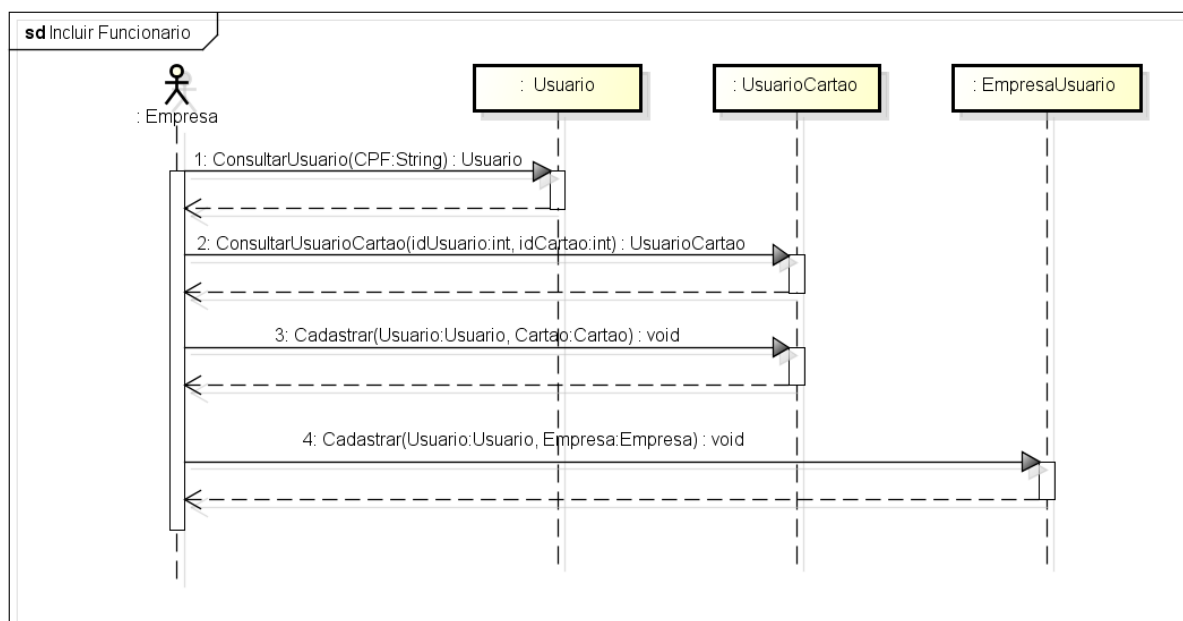 sd Incluir Funcionario
: Empresa
: Usuario
: UsuarioCartao
: EmpresaUsuario
1: ConsultarUsuario(CPF:String) : Usuario
2: ConsultarUsuarioCartao(idUsuario:int, idCartao:int) : UsuarioCartao
3: Cadastrar(Usuario:Usuario, Cartao:Cartao) : void
4: Cadastrar(Usuario:Usuario, Empresa:Empresa) : void